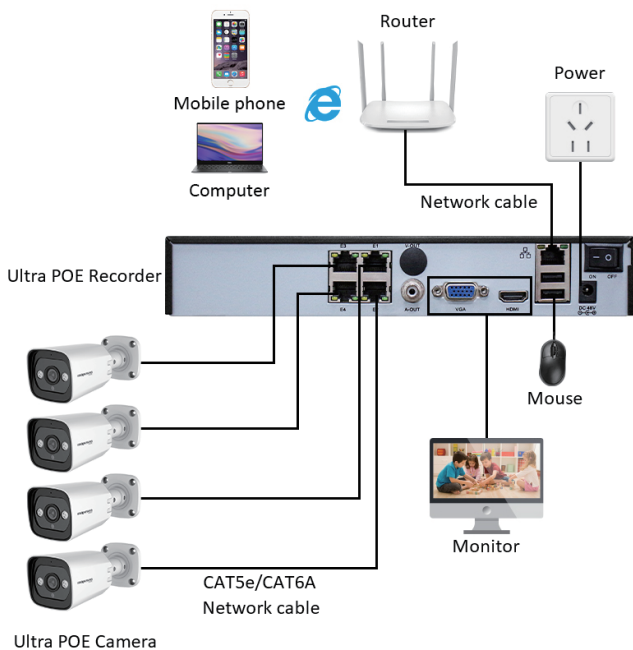 Router
Power
Mobile phone
Computer
Network cable
Ultra POE Recorder
E3
E1
V-OUT
ON
OFF
E4
A-OUT
VGA
HDMI
DC 48V
Mouse
Monitor
CAT5e/CAT6A
Network cable
Ultra POE Camera